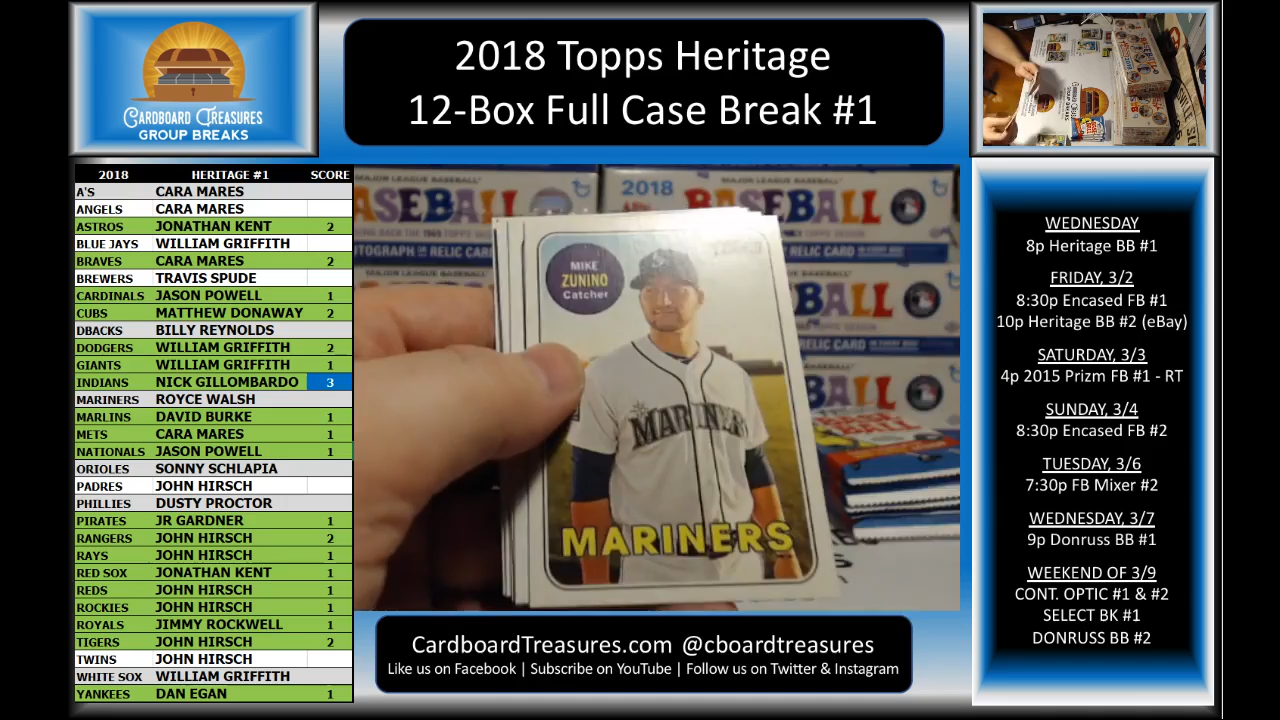 CARDBOARD TREASURES
GROUP BREAKS
2018 Topps Heritage
12-Box Full Case Break #1
2018 HERITAGE #1 SCORE
A'S CARA MARES
ANGELS CARA MARES
ASTROS JONATHAN KENT 2
BLUE JAYS WILLIAM GRIFFITH
BRAVES CARA MARES 2
BREWERS TRAVIS SPUDE
CARDINALS JASON POWELL 1
CUBS MATTHEW DONAWAY 2
DBACKS BILLY REYNOLDS
DODGERS WILLIAM GRIFFITH 2
GIANTS WILLIAM GRIFFITH 1
INDIANS NICK GILLOMBARDO 3
MARINERS ROYCE WALSH
MARLINS DAVID BURKE 1
METS CARA MARES 1
NATIONALS JASON POWELL 1
ORIOLES SONNY SCHLAPIA
PADRES JOHN HIRSCH
PHILLIES DUSTY PROCTOR
PIRATES JR GARDNER 1
RANGERS JOHN HIRSCH 2
RAYS JOHN HIRSCH 1
RED SOX JONATHAN KENT 1
REDS JOHN HIRSCH 1
ROCKIES JOHN HIRSCH 1
ROYALS JIMMY ROCKWELL 1
TIGERS JOHN HIRSCH 2
TWINS JOHN HIRSCH
WHITE SOX WILLIAM GRIFFITH
YANKEES DAN EGAN 1
MAJOR LEAGUE BASEBALL
2018
BASEBALL
MIKE
ZUNINO
Catcher
MARINERS
MARINERS
CardboardTreasures.com @cboardtreasures
Like us on Facebook | Subscribe on YouTube | Follow us on Twitter & Instagram
WEDNESDAY
8p Heritage BB #1
FRIDAY, 3/2
8:30p Encased FB #1
10p Heritage BB #2 (eBay)
SATURDAY, 3/3
4p 2015 Prizm FB #1 - RT
SUNDAY, 3/4
8:30p Encased FB #2
TUESDAY, 3/6
7:30p FB Mixer #2
WEDNESDAY, 3/7
9p Donruss BB #1
WEEKEND OF 3/9
CONT. OPTIC #1 & #2
SELECT BK #1
DONRUSS BB #2